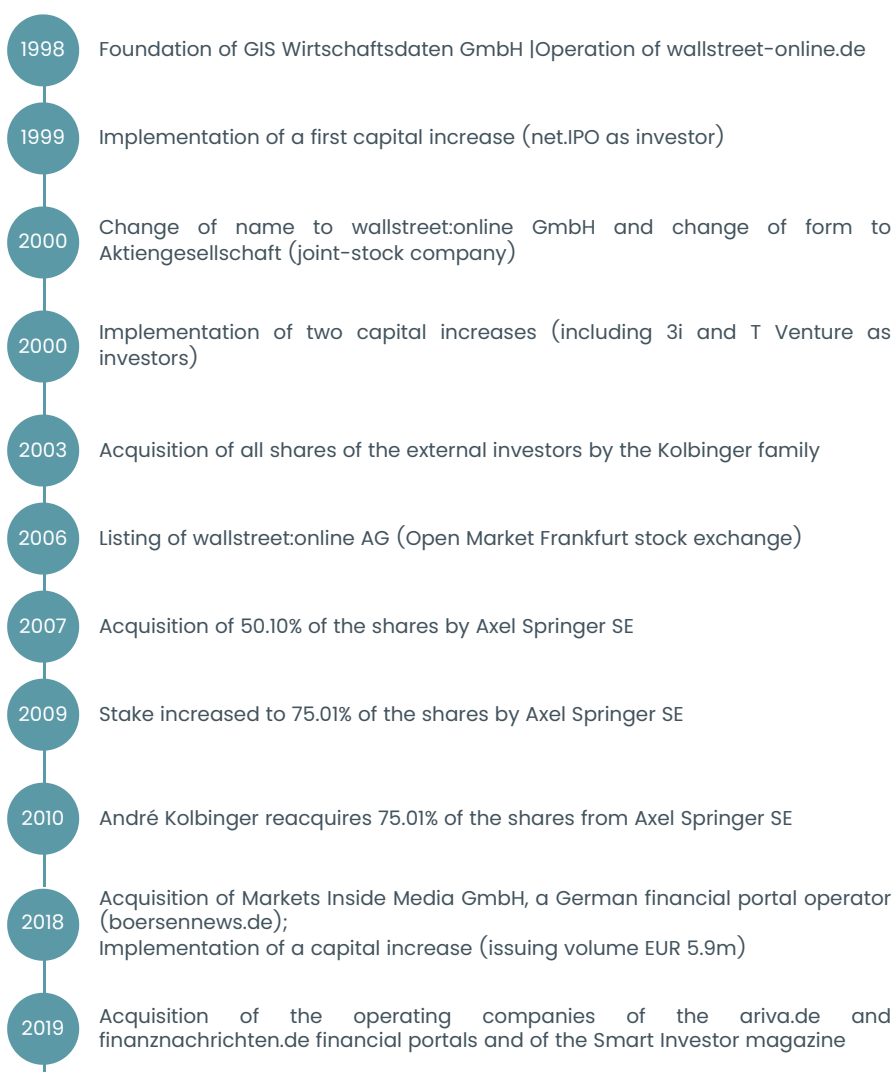 1998
Foundation of GIS Wirtschaftsdaten GmbH |Operation of wallstreet-online.de
1999
Implementation of a first capital increase (net.IPO as investor)
2000
Change of name to wallstreet:online GmbH and change of form to
Aktiengesellschaft (joint-stock company)
2000
Implementation of two capital increases (including 3i and T Venture as
investors)
2003
Acquisition of all shares of the external investors by the Kolbinger family
2006
Listing of wallstreet:online AG (Open Market Frankfurt stock exchange)
2007
Acquisition of 50.10% of the shares by Axel Springer SE
2009
Stake increased to 75.01% of the shares by Axel Springer SE
2010
André Kolbinger reacquires 75.01% of the shares from Axel Springer SE
2018
Acquisition of Markets Inside Media GmbH, a German financial portal operator
(boersennews.de);
Implementation of a capital increase (issuing volume EUR 5.9m)
2019
Acquisition of the operating companies of the ariva.de and
finanznachrichten.de financial portals and of the Smart Investor magazine